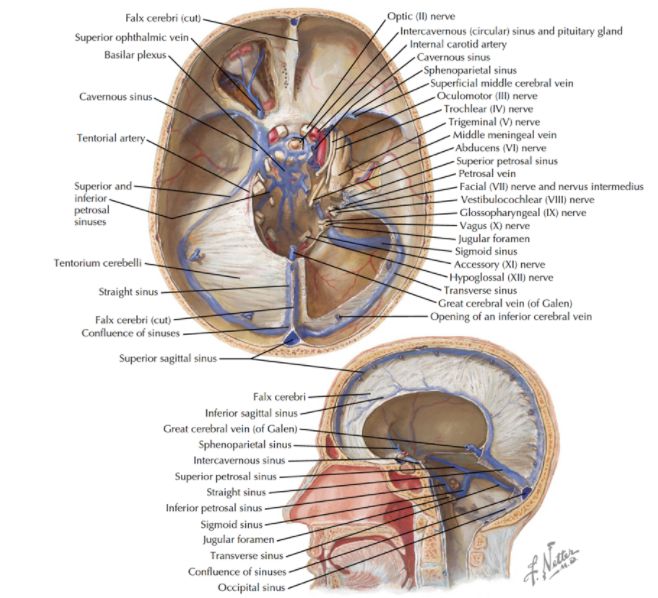 Falx cerebri (cut)
Superior ophthalmic vein
Basilar plexus
Cavernous sinus
Tentorial artery
Superior and
inferior
petrosal
sinuses
Tentorium cerebelli
Straight sinus
Falx cerebri (cut)
Confluence of sinuses
Superior sagittal sinus
Optic (II) nerve
Intercavernous (circular) sinus and pituitary gland
Internal carotid artery
Cavernous sinus
Sphenoparietal sinus
Superficial middle cerebral vein
Oculomotor (III) nerve
Trochlear (IV) nerve
Trigeminal (V) nerve
Middle meningeal vein
Abducens (VI) nerve
Superior petrosal sinus
Petrosal vein
Facial (VII) nerve and nervus intermedius
Vestibulocochlear (VIII) nerve
Glossopharyngeal (IX) nerve
Vagus (X) nerve
Jugular foramen
Sigmoid sinus
Accessory (XI) nerve
Hypoglossal (XII) nerve
Transverse sinus
Great cerebral vein (of Galen)
Opening of an inferior cerebral vein
Falx cerebri
Inferior sagittal sinus
Great cerebral vein (of Galen)
Sphenoparietal sinus
Intercavernous sinus
Superior petrosal sinus
Straight sinus
Inferior petrosal sinus
Sigmoid sinus
Jugular foramen
Transverse sinus
Confluence of sinuses
Occipital sinus
F. Netter
M.D.